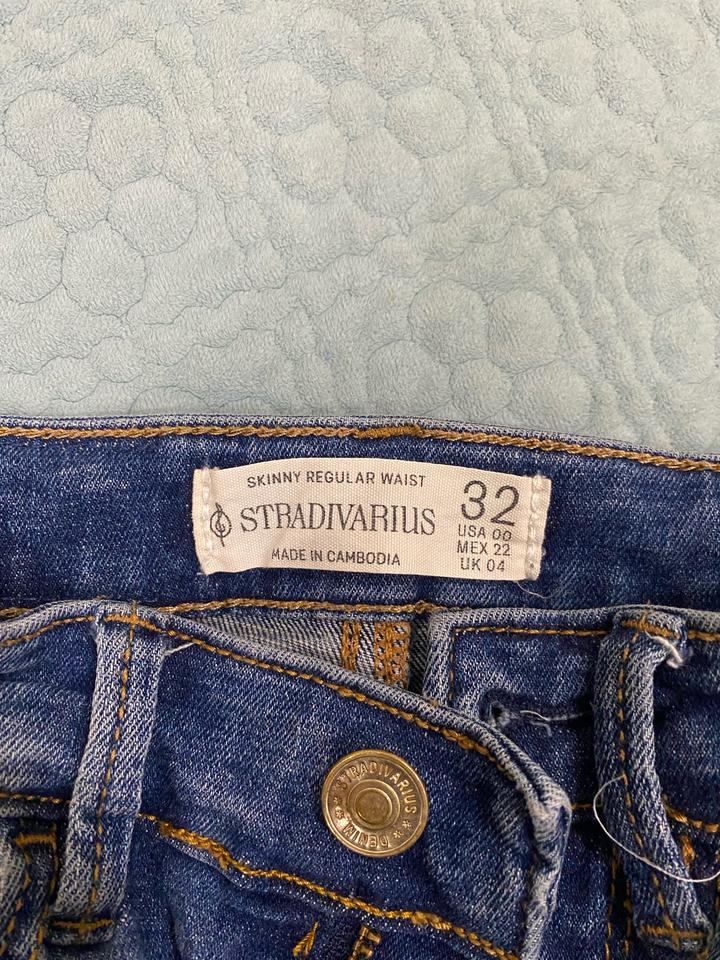 SKINNY REGULAR WAIST
STRADIVARIUS
MADE IN CAMBODIA
32
USA 00
MEX 22
UK 04
STRADIVARIUS
DENIM